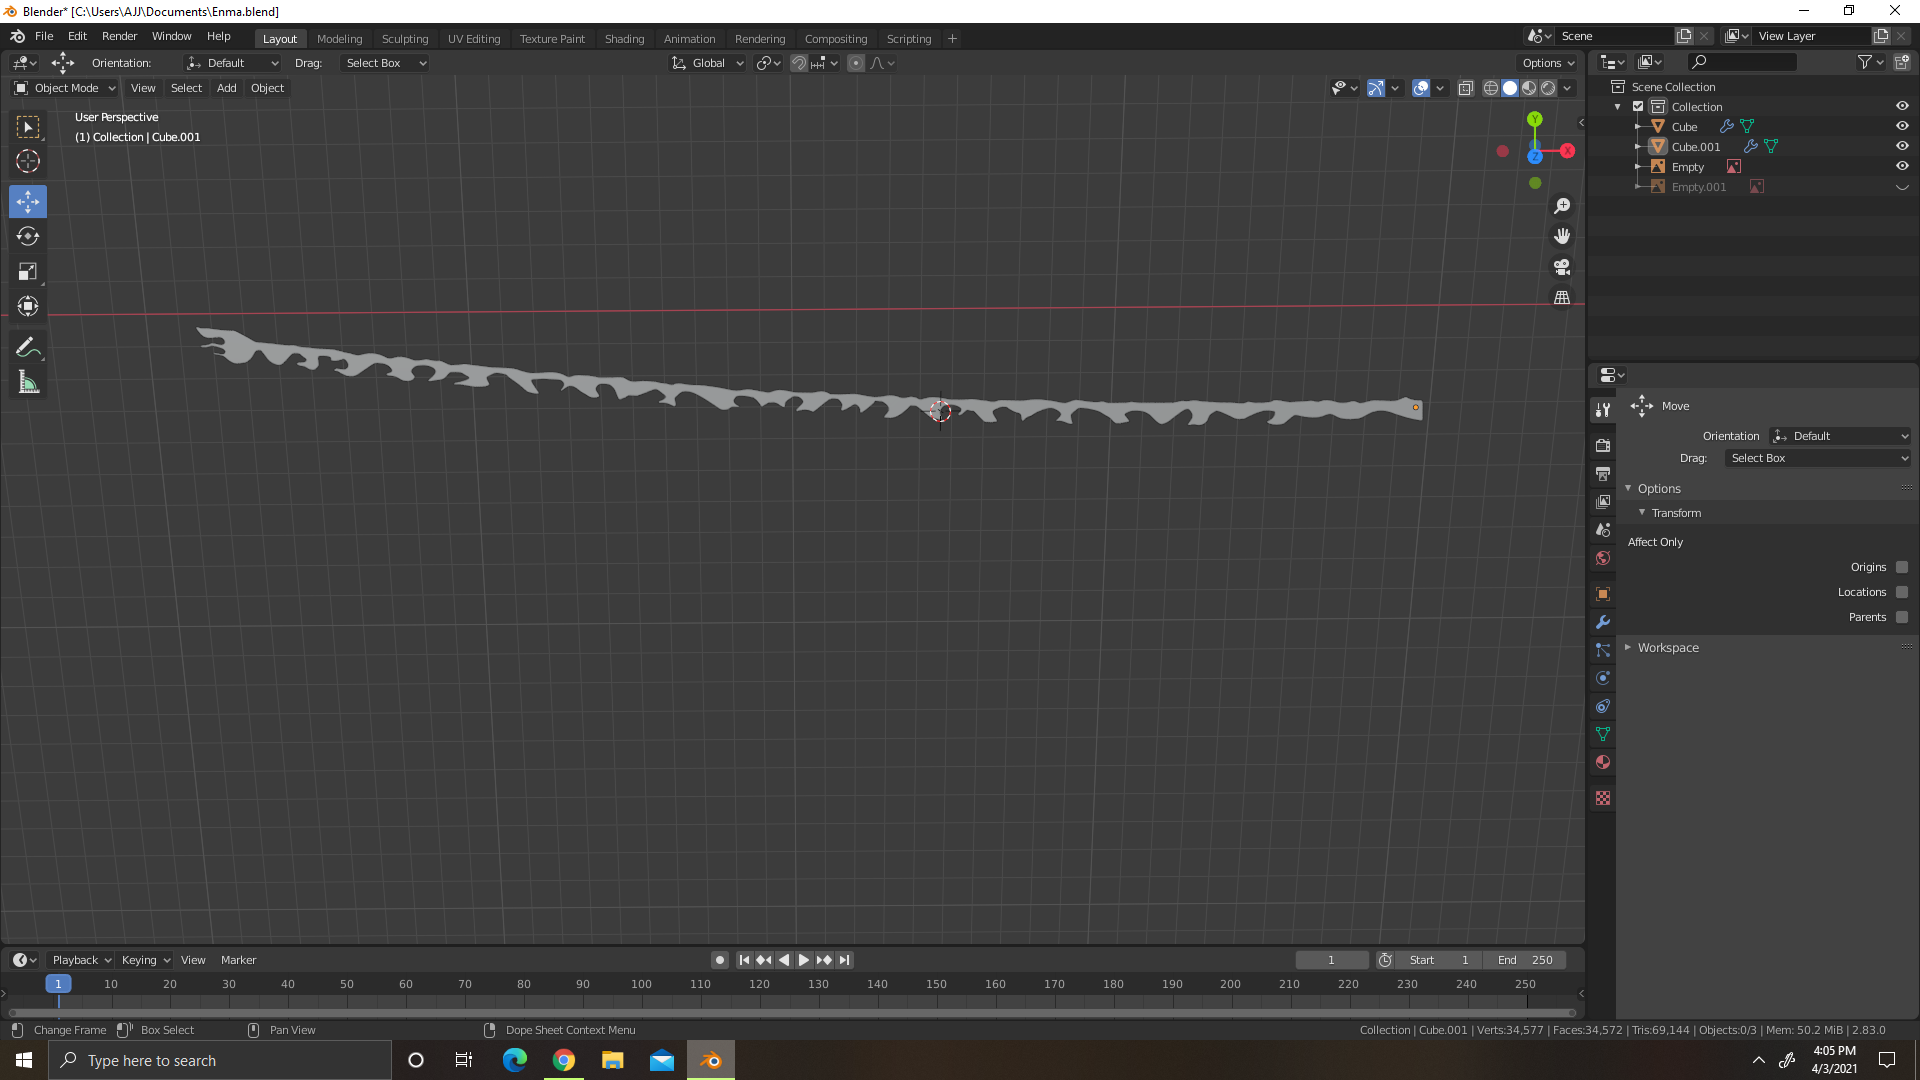 Blender* [C:\Users\AJJ\Documents\Enma.blend]
File Edit Render Window Help Layout Modeling Sculpting UV Editing Texture Paint Shading Animation Rendering Compositing Scripting + Scene View Layer
Orientation: Default Drag: Select Box Global Options
Object Mode View Select Add Object
User Perspective
(1) Collection | Cube.001
Y
X
Z
Scene Collection
Collection
Cube
Cube.001
Empty
Empty.001
Move
Orientation Default
Drag: Select Box
Options
Transform
Affect Only
Origins
Locations
Parents
Workspace
Playback Keying View Marker 1 Start 1 End 250
1 10 20 30 40 50 60 70 80 90 100 110 120 130 140 150 160 170 180 190 200 210 220 230 240 250
Change Frame Box Select Pan View Dope Sheet Context Menu Collection | Cube.001 | Verts:34,577 | Faces:34,572 | Tris:69,144 | Objects:0/3 | Mem: 50.2 MiB | 2.83.0
Type here to search
4:05 PM
4/3/2021